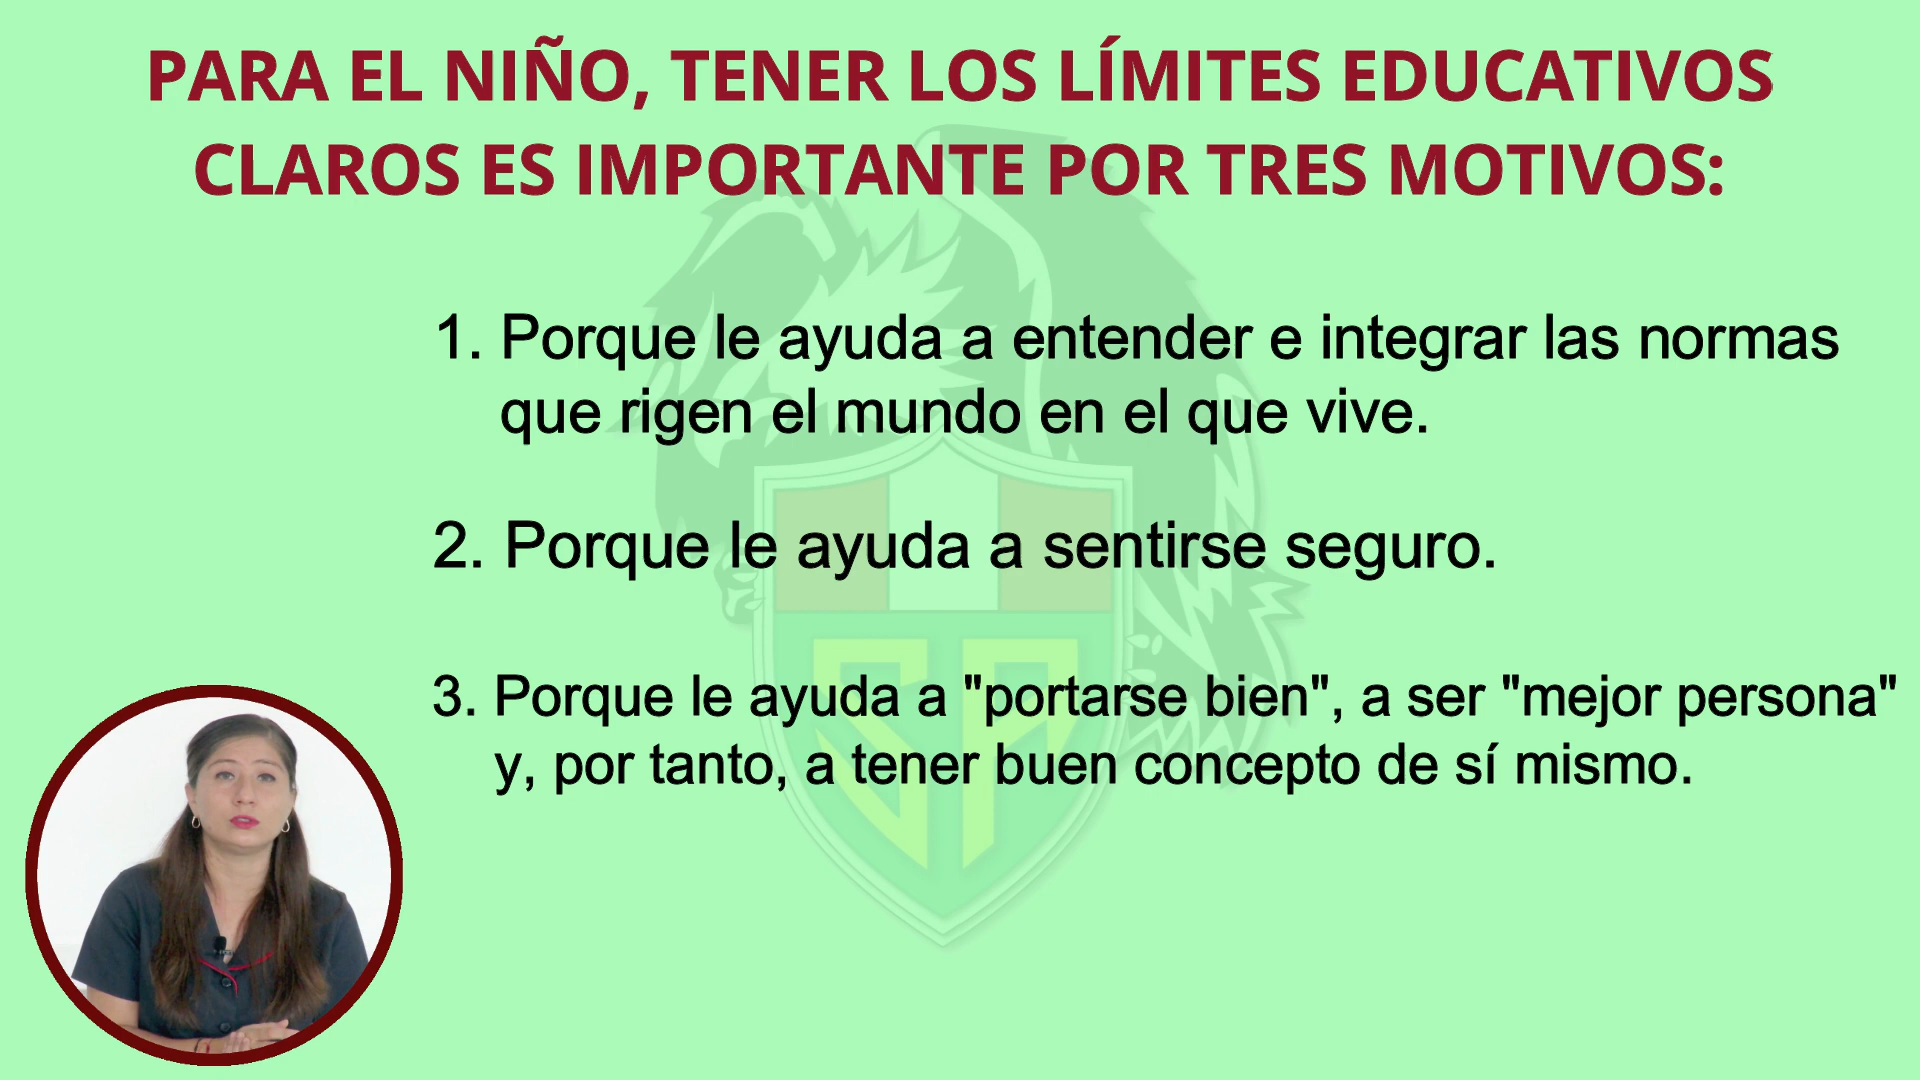 PARA EL NIÑO, TENER LOS LÍMITES EDUCATIVOS
CLAROS ES IMPORTANTE POR TRES MOTIVOS:
1. Porque le ayuda a entender e integrar las normas
que rigen el mundo en el que vive.
2. Porque le ayuda a sentirse seguro.
3. Porque le ayuda a "portarse bien", a ser "mejor persona"
y, por tanto, a tener buen concepto de sí mismo.
SP